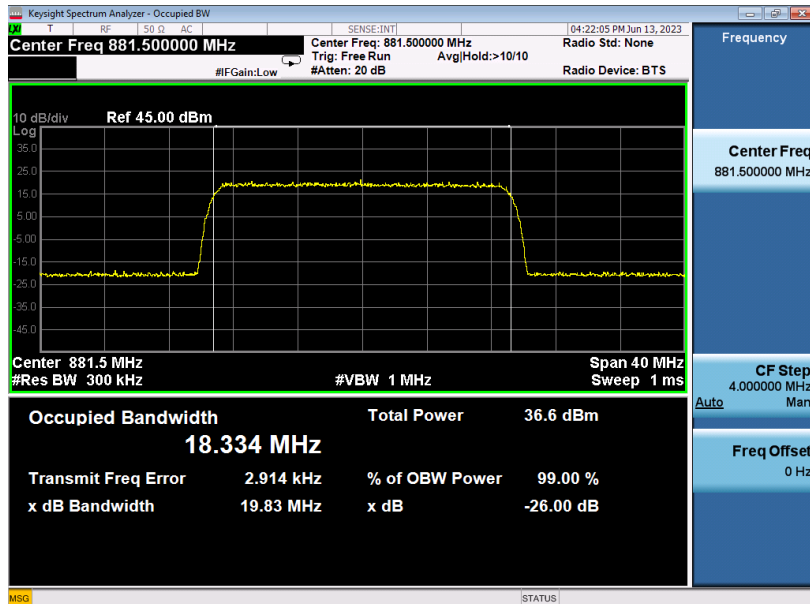 Keysight Spectrum Analyzer - Occupied BW
LXI T RF 50 Ω AC SENSE:INT 04:22:05 PM Jun 13, 2023
Center Freq 881.500000 MHz
Center Freq: 881.500000 MHz Radio Std: None
Trig: Free Run Avg|Hold:>10/10
#IFGain:Low #Atten: 20 dB Radio Device: BTS
10 dB/div Ref 45.00 dBm
Log
35.0
25.0
15.0
5.00
-5.00
-15.0
-25.0
-35.0
-45.0
Center 881.5 MHz Span 40 MHz
#Res BW 300 kHz #VBW 1 MHz Sweep 1 ms
Occupied Bandwidth Total Power 36.6 dBm
18.334 MHz
Transmit Freq Error 2.914 kHz % of OBW Power 99.00 %
x dB Bandwidth 19.83 MHz x dB -26.00 dB
Frequency
Center Freq
881.500000 MHz
CF Step
4.000000 MHz
Auto Man
Freq Offset
0 Hz
MSG STATUS